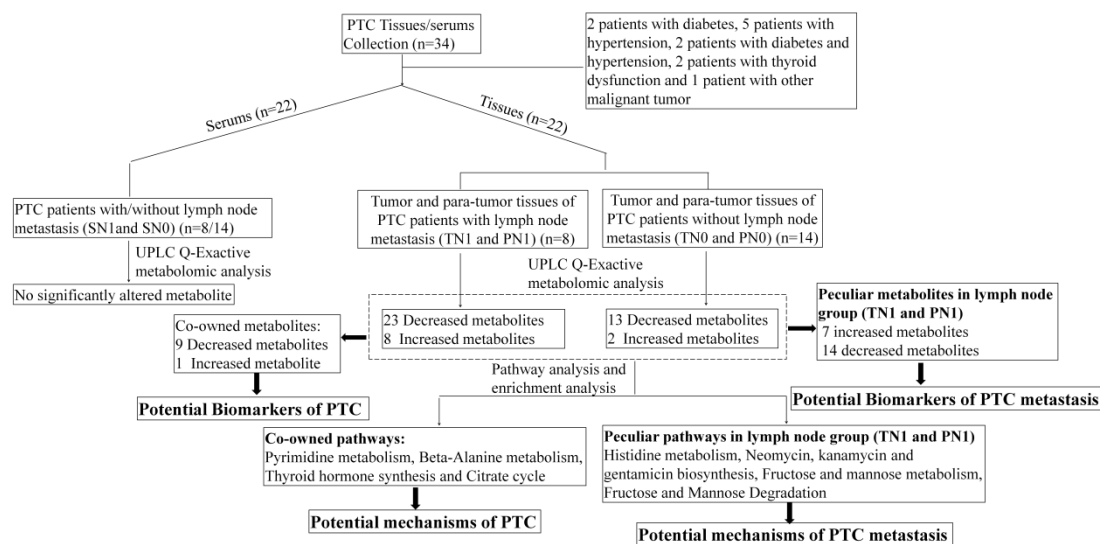 PTC Tissues/serums
Collection (n=34)
2 patients with diabetes, 5 patients with
hypertension, 2 patients with diabetes and
hypertension, 2 patients with thyroid
dysfunction and 1 patient with other
malignant tumor
Serums (n=22)
Tissues (n=22)
PTC patients with/without lymph node
metastasis (SN1and SN0) n=8/14)
Tumor and para-tumor tissues of
PTC patients with lymph node
metastasis (TN1 and PN1) (n=8)
Tumor and para-tumor tissues of
PTC patients without lymph node
metastasis (TN0 and PN0) (n=14)
UPLC Q-Exactive
metabolomic analysis
UPLC Q-Exactive
metabolomic analysis
No significantly altered metabolite
23 Decreased metabolites
8 Increased metabolites
13 Decreased metabolites
2 Increased metabolites
Co-owned metabolites:
9 Decreased metabolites
1 Increased metabolite
Peculiar metabolites in lymph node
group (TN1 and PN1)
7 increased metabolites
14 decreased metabolites
Potential Biomarkers of PTC
Potential Biomarkers of PTC metastasis
Pathway analysis and
enrichment analysis
Co-owned pathways:
Pyrimidine metabolism, Beta-Alanine metabolism,
Thyroid hormone synthesis and Citrate cycle
Peculiar pathways in lymph node group (TN1 and PN1)
Histidine metabolism, Neomycin, kanamycin and
gentamicin biosynthesis, Fructose and mannose metabolism,
Fructose and Mannose Degradation
Potential mechanisms of PTC
Potential mechanisms of PTC metastasis